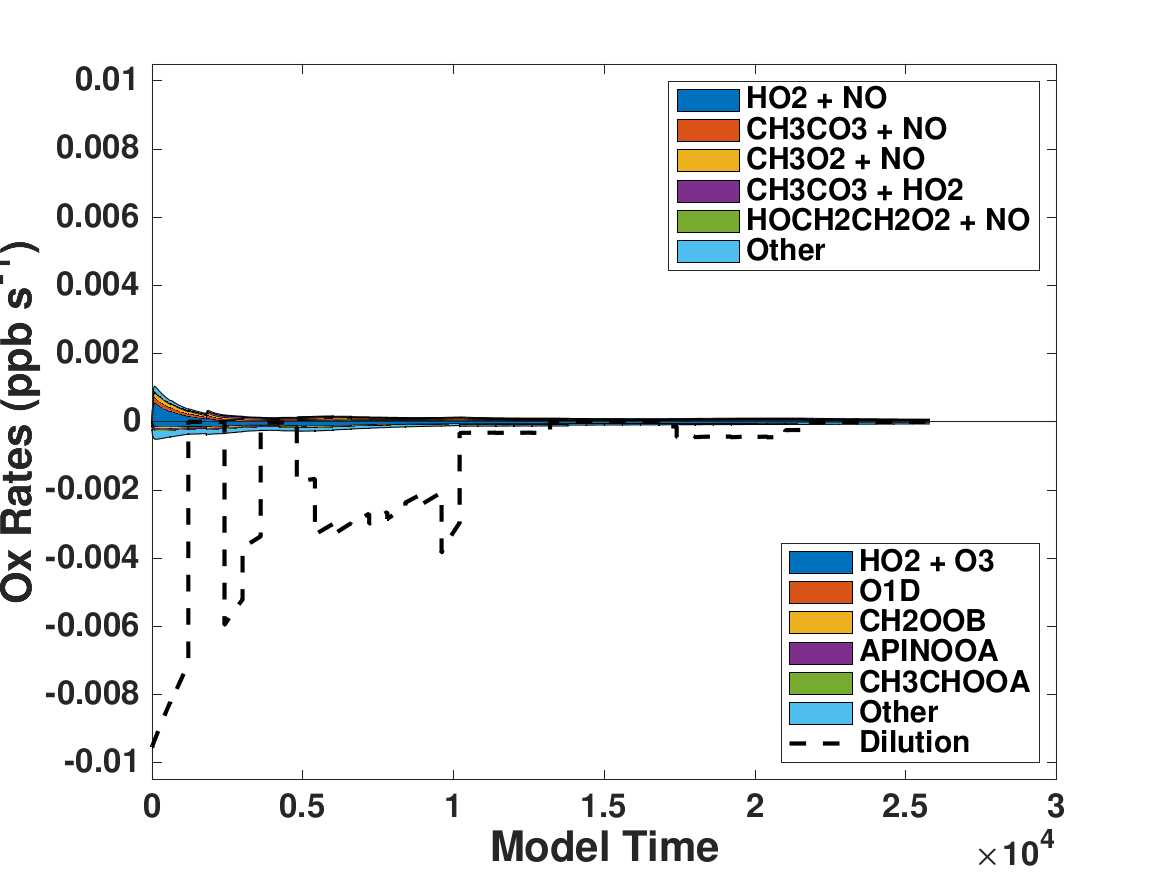 0.01
0.008
0.006
0.004
0.002
0
-0.002
-0.004
-0.006
-0.008
-0.01
Ox Rates (ppb s⁻¹)
HO2 + NO
CH3CO3 + NO
CH3O2 + NO
CH3CO3 + HO2
HOCH2CH2O2 + NO
Other
HO2 + O3
O1D
CH2OOB
APINOOA
CH3CHOOA
Other
Dilution
0 0.5 1 1.5 2 2.5 3
Model Time
×10⁴